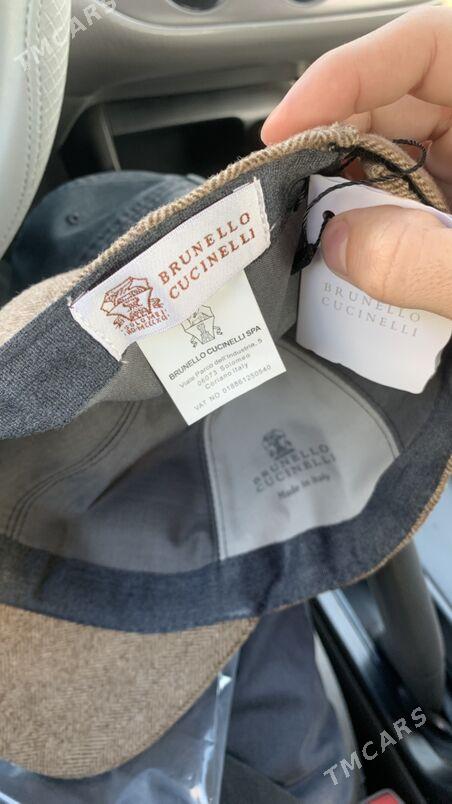 TMCARS
BRUNELLO
CUCINELLI
BRUNELLO CUCINELLI SPA
Viale Parco dell'Industria, 5
06073 Solomeo
Corciano Italy
VAT NO 01886120540
BRUNELLO
CUCINELLI
BRUNELLO
CUCINELLI
Made in Italy
TMCARS